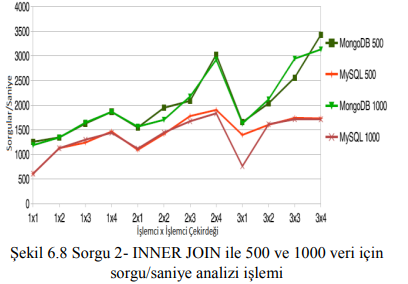 4000
3500
3000
2500
2000
1500
1000
500
0
Sorgular/Saniye
1x1 1x2 1x3 1x4 2x1 2x2 2x3 2x4 3x1 3x2 3x3 3x4
İşlemci x İşlemci Çekirdeği
MongoDB 500
MySQL 500
MongoDB 1000
MySQL 1000
Şekil 6.8 Sorgu 2- INNER JOIN ile 500 ve 1000 veri için
sorgu/saniye analizi işlemi